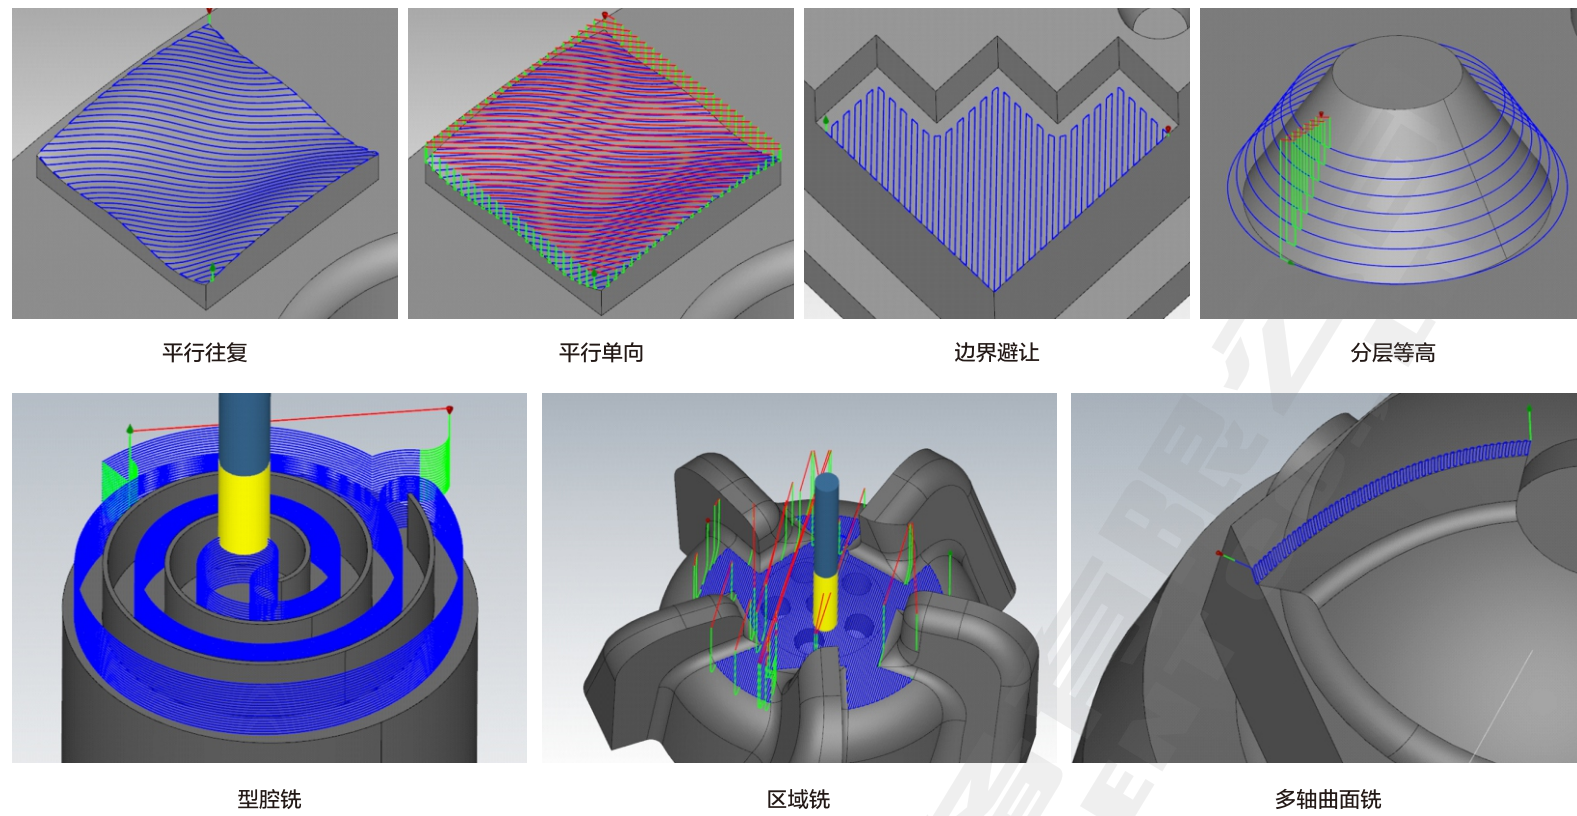 平行往复
平行单向
边界避让
分层等高
型腔铣
区域铣
多轴曲面铣